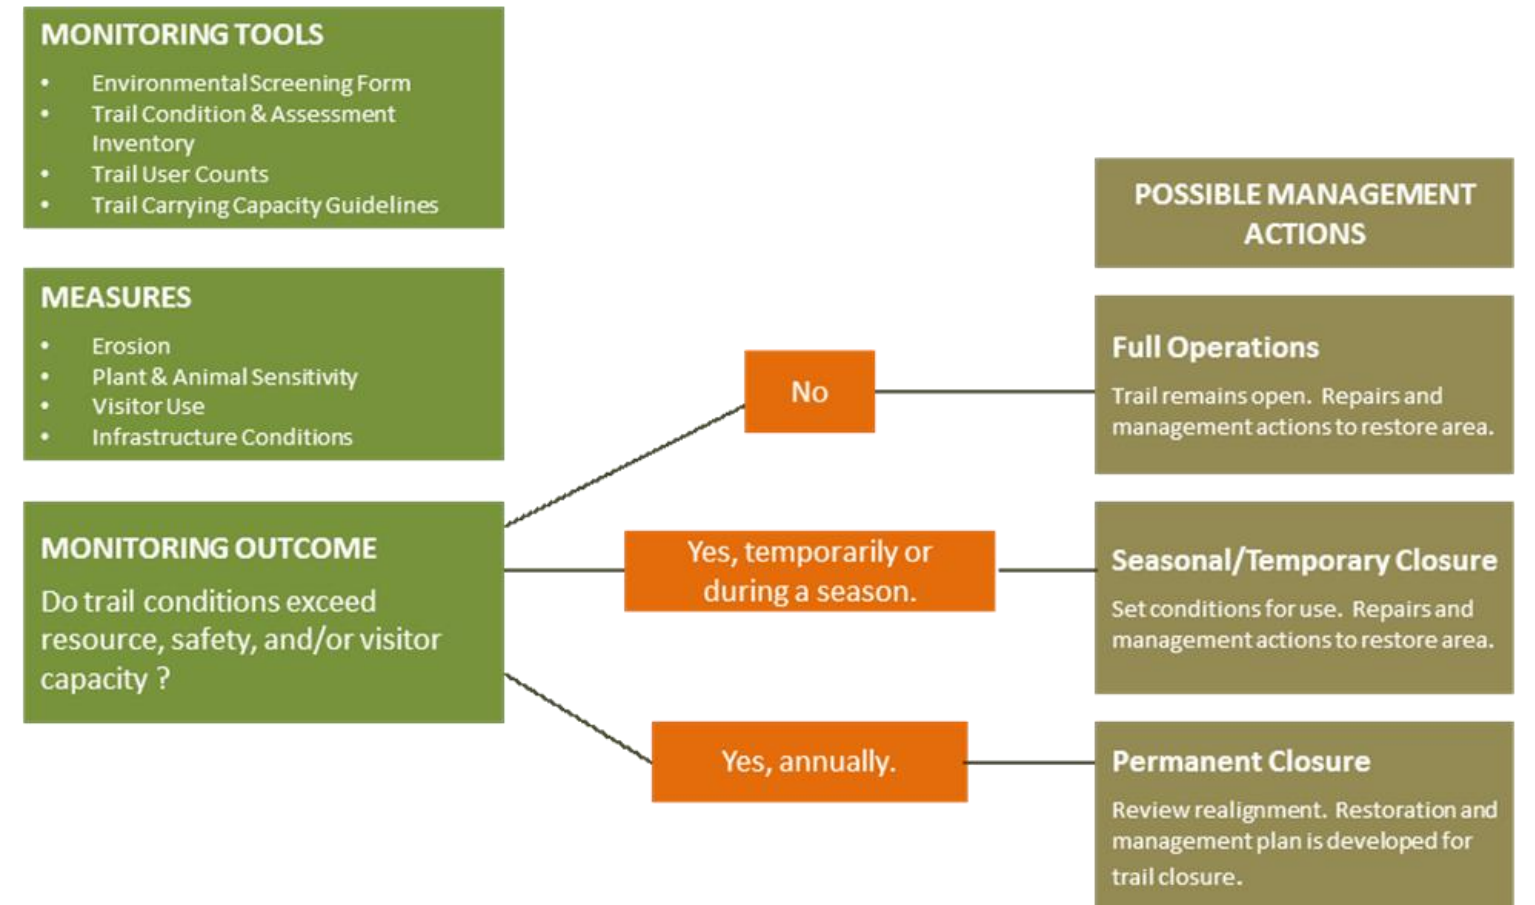 MONITORING TOOLS
• Environmental Screening Form
• Trail Condition & Assessment
Inventory
• Trail User Counts
• Trail Carrying Capacity Guidelines
MEASURES
• Erosion
• Plant & Animal Sensitivity
• Visitor Use
• Infrastructure Conditions
MONITORING OUTCOME
Do trail conditions exceed
resource, safety, and/or visitor
capacity ?
No
Yes, temporarily or
during a season.
Yes, annually.
POSSIBLE MANAGEMENT
ACTIONS
Full Operations
Trail remains open. Repairs and
management actions to restore area.
Seasonal/Temporary Closure
Set conditions for use. Repairs and
management actions to restore area.
Permanent Closure
Review realignment. Restoration and
management plan is developed for
trail closure.